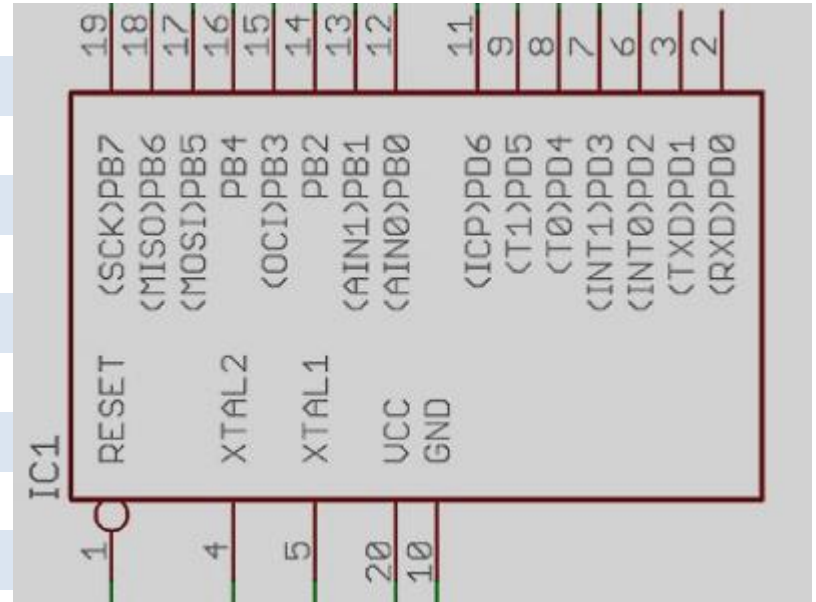 19
18
17
16
15
14
13
12
11
9
8
7
6
3
2
(SCK)PB7
(MISO)PB6
(MOSI)PB5
PB4
(OCI)PB3
PB2
(AIN1)PB1
(AIN0)PB0
(ICP)PD6
(T1)PD5
(T0)PD4
(INT1)PD3
(INT0)PD2
(TXD)PD1
(RXD)PD0
IC1
RESET
XTAL2
XTAL1
VCC
GND
1
4
5
20
10